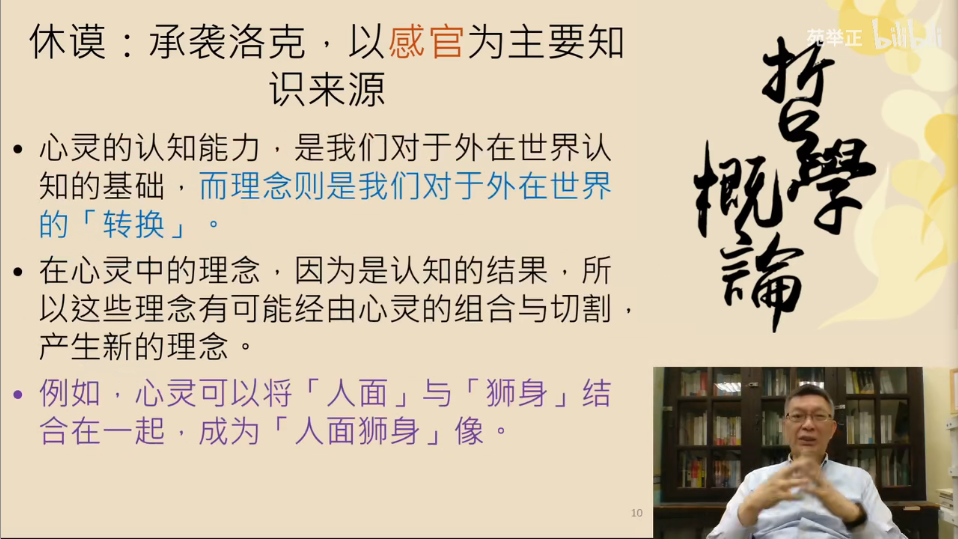 休谟：承袭洛克，以感官为主要知
识来源
• 心灵的认知能力，是我们对于外在世界认
知的基础，而理念则是我们对于外在世界
的「转换」。
• 在心灵中的理念，因为是认知的结果，所
以这些理念有可能经由心灵的组合与切割，
产生新的理念。
• 例如，心灵可以将「人面」与「狮身」结
合在一起，成为「人面狮身」像。
10
苑举正 bilibili
哲
學
概
論